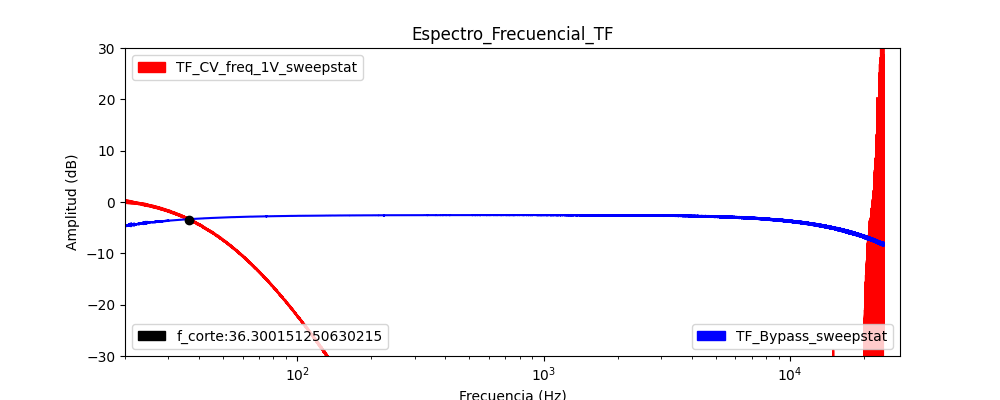 Espectro_Frecuencial_TF
Amplitud (dB)
30
20
10
0
−10
−20
−30
TF_CV_freq_1V_sweepstat
f_corte:36.300151250630215
TF_Bypass_sweepstat
10²
10³
10⁴
Frecuencia (Hz)